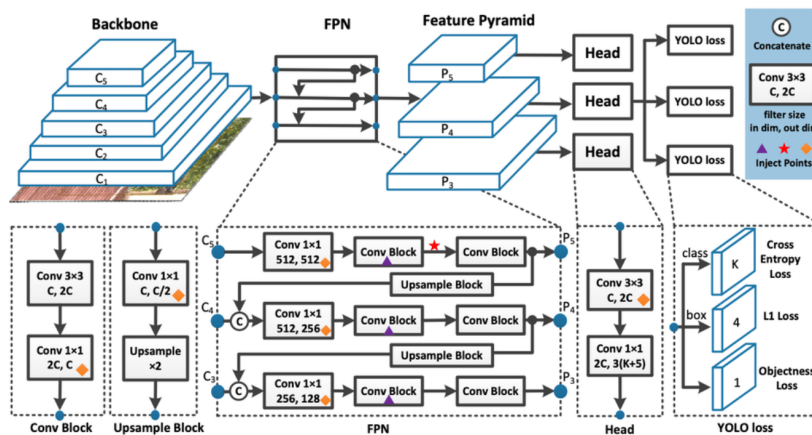 Backbone
FPN
Feature Pyramid
C5
C4
C3
C2
C1
P5
P4
P3
Head
Head
Head
YOLO loss
YOLO loss
YOLO loss
C
Concatenate
Conv 3×3
C, 2C
filter size
in dim, out dim
Inject Points
Conv 3×3
C, 2C
Conv 1×1
2C, C
Conv Block
Conv 1×1
C, C/2
Upsample
×2
Upsample Block
C5
Conv 1×1
512, 512
Conv Block
Conv Block
P5
Upsample Block
C4
C
Conv 1×1
512, 256
Conv Block
Conv Block
P4
Upsample Block
C3
C
Conv 1×1
256, 128
Conv Block
Conv Block
P3
FPN
Conv 3×3
C, 2C
Conv 1×1
2C, 3(K+5)
Head
class
K
Cross
Entropy
Loss
box
4
L1 Loss
1
Objectness
Loss
YOLO loss